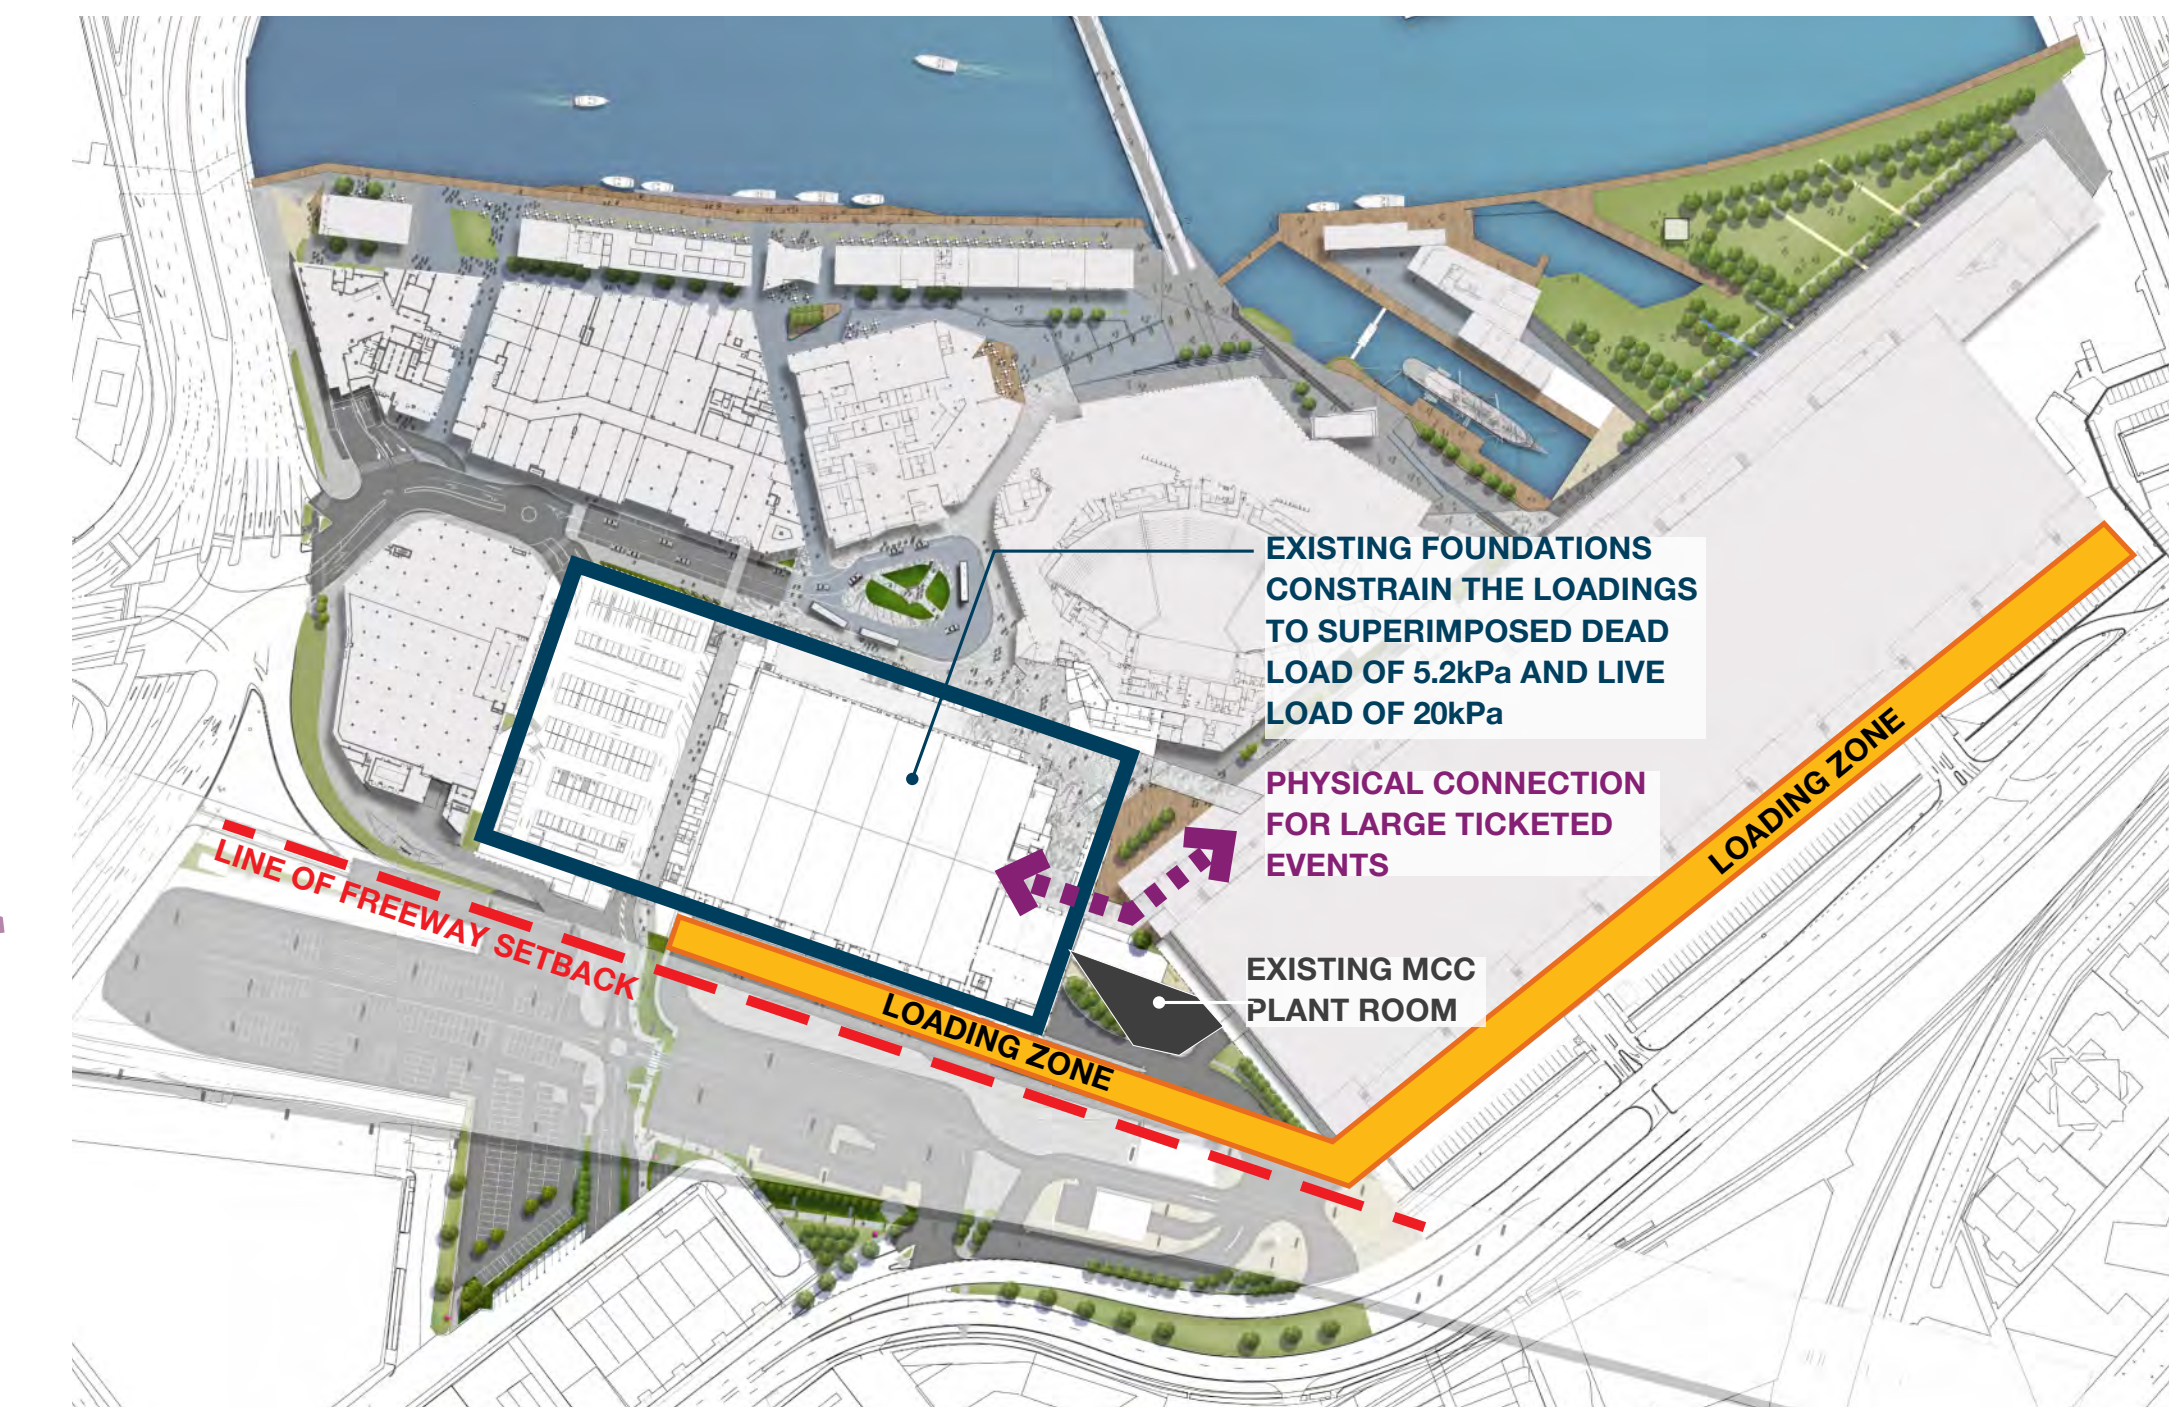 EXISTING FOUNDATIONS
CONSTRAIN THE LOADINGS
TO SUPERIMPOSED DEAD
LOAD OF 5.2kPa AND LIVE
LOAD OF 20kPa
PHYSICAL CONNECTION
FOR LARGE TICKETED
EVENTS
LOADING ZONE
LINE OF FREEWAY SETBACK
EXISTING MCC
PLANT ROOM
LOADING ZONE